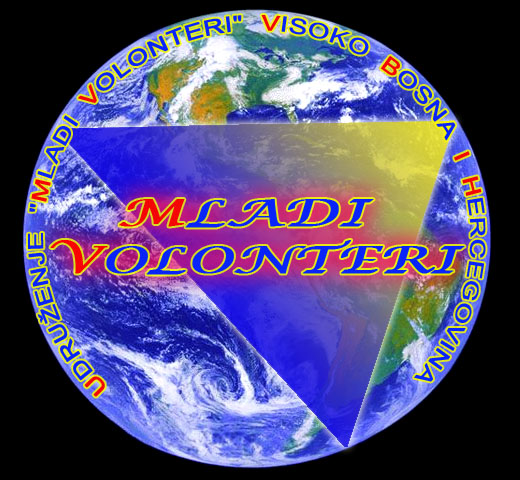 Udruženje "Mladi Volonteri" Visoko Bosna I Hercegovina
Mladi
Volonteri